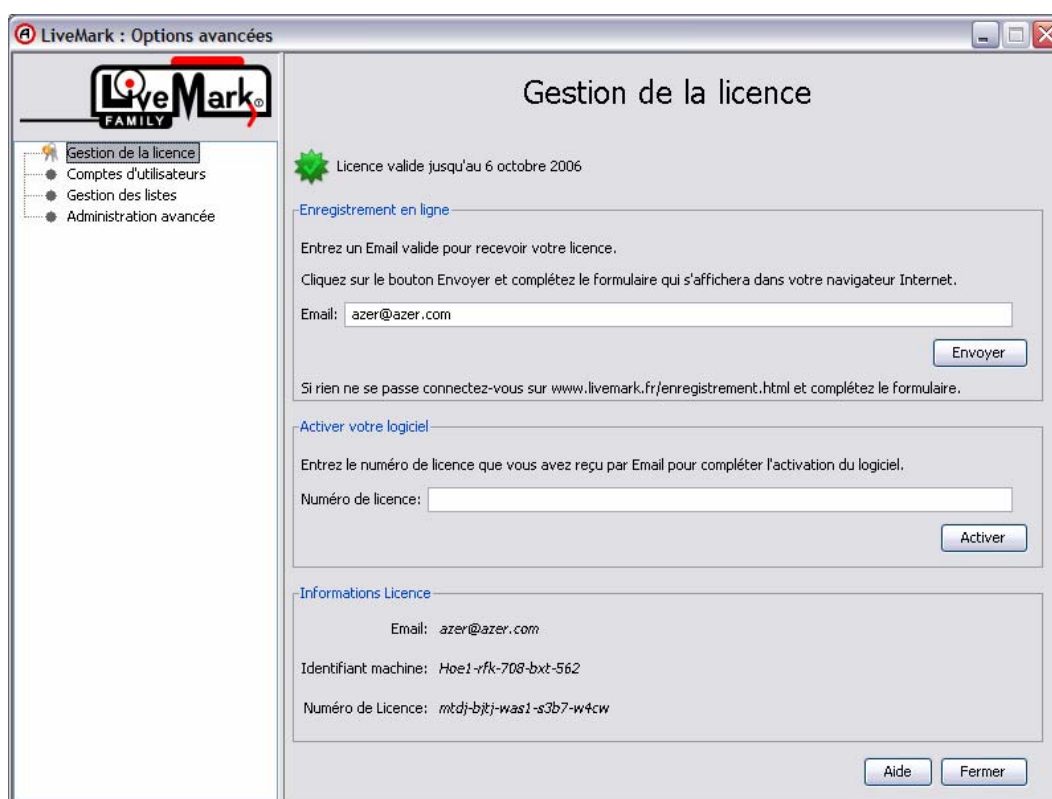 LiveMark : Options avancées
LiveMark®
FAMILY
Gestion de la licence
Comptes d'utilisateurs
Gestion des listes
Administration avancée
Gestion de la licence
Licence valide jusqu'au 6 octobre 2006
Enregistrement en ligne
Entrez un Email valide pour recevoir votre licence.
Cliquez sur le bouton Envoyer et complétez le formulaire qui s'affichera dans votre navigateur Internet.
Email: azer@azer.com
Envoyer
Si rien ne se passe connectez-vous sur www.livemark.fr/enregistrement.html et complétez le formulaire.
Activer votre logiciel
Entrez le numéro de licence que vous avez reçu par Email pour compléter l'activation du logiciel.
Numéro de licence:
Activer
Informations Licence
Email: azer@azer.com
Identifiant machine: Hoe1-rfk-708-bxt-562
Numéro de Licence: mtdj-bjtj-was1-s3b7-w4cw
Aide
Fermer